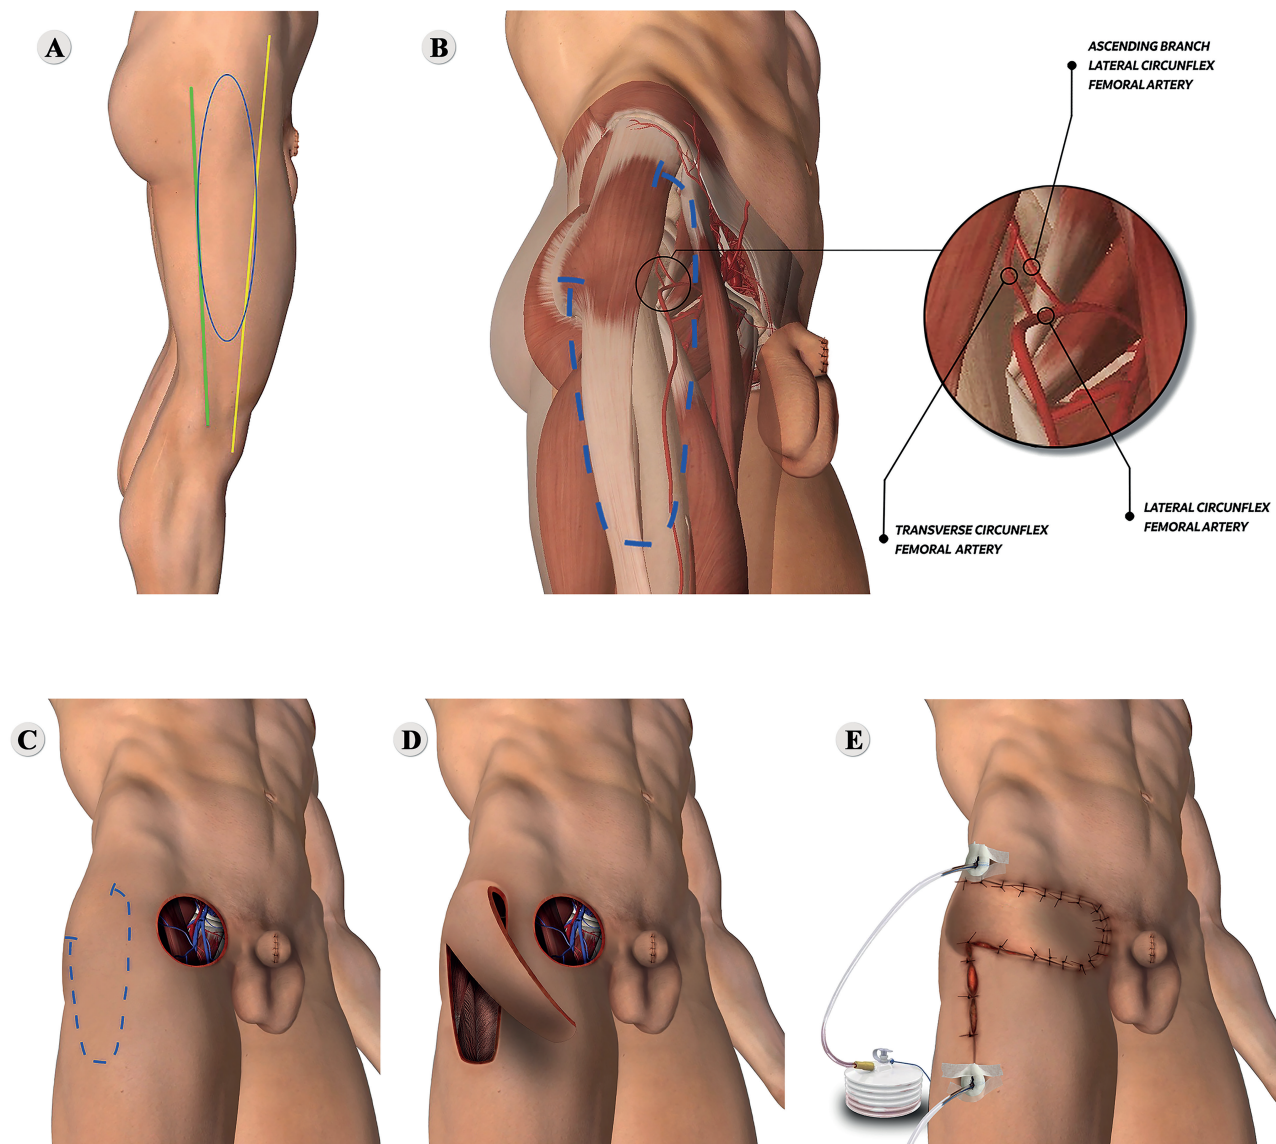 A
B
ASCENDING BRANCH
LATERAL CIRCUNFLEX
FEMORAL ARTERY
LATERAL CIRCUNFLEX
FEMORAL ARTERY
TRANSVERSE CIRCUNFLEX
FEMORAL ARTERY
C
D
E